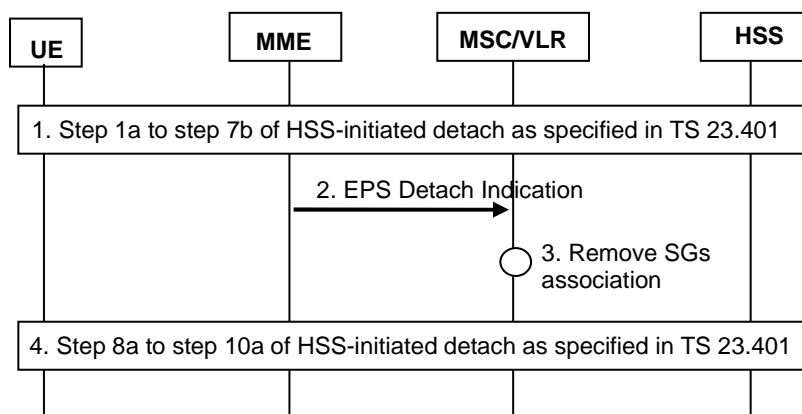 UE
MME
MSC/VLR
HSS
1. Step 1a to step 7b of HSS-initiated detach as specified in TS 23.401
2. EPS Detach Indication
3. Remove SGs
association
4. Step 8a to step 10a of HSS-initiated detach as specified in TS 23.401